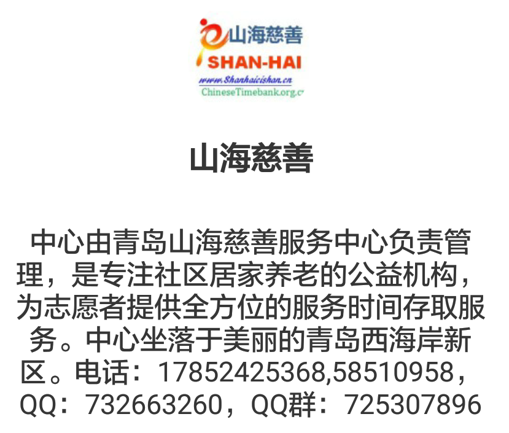 山海慈善
SHAN-HAI
www.Shanhaicishan.cn
ChineseTimebank.org.c
山海慈善
中心由青岛山海慈善服务中心负责管
理，是专注社区居家养老的公益机构，
为志愿者提供全方位的服务时间存取服
务。中心坐落于美丽的青岛西海岸新
区。电话：17852425368,58510958，
QQ：732663260，QQ群：725307896